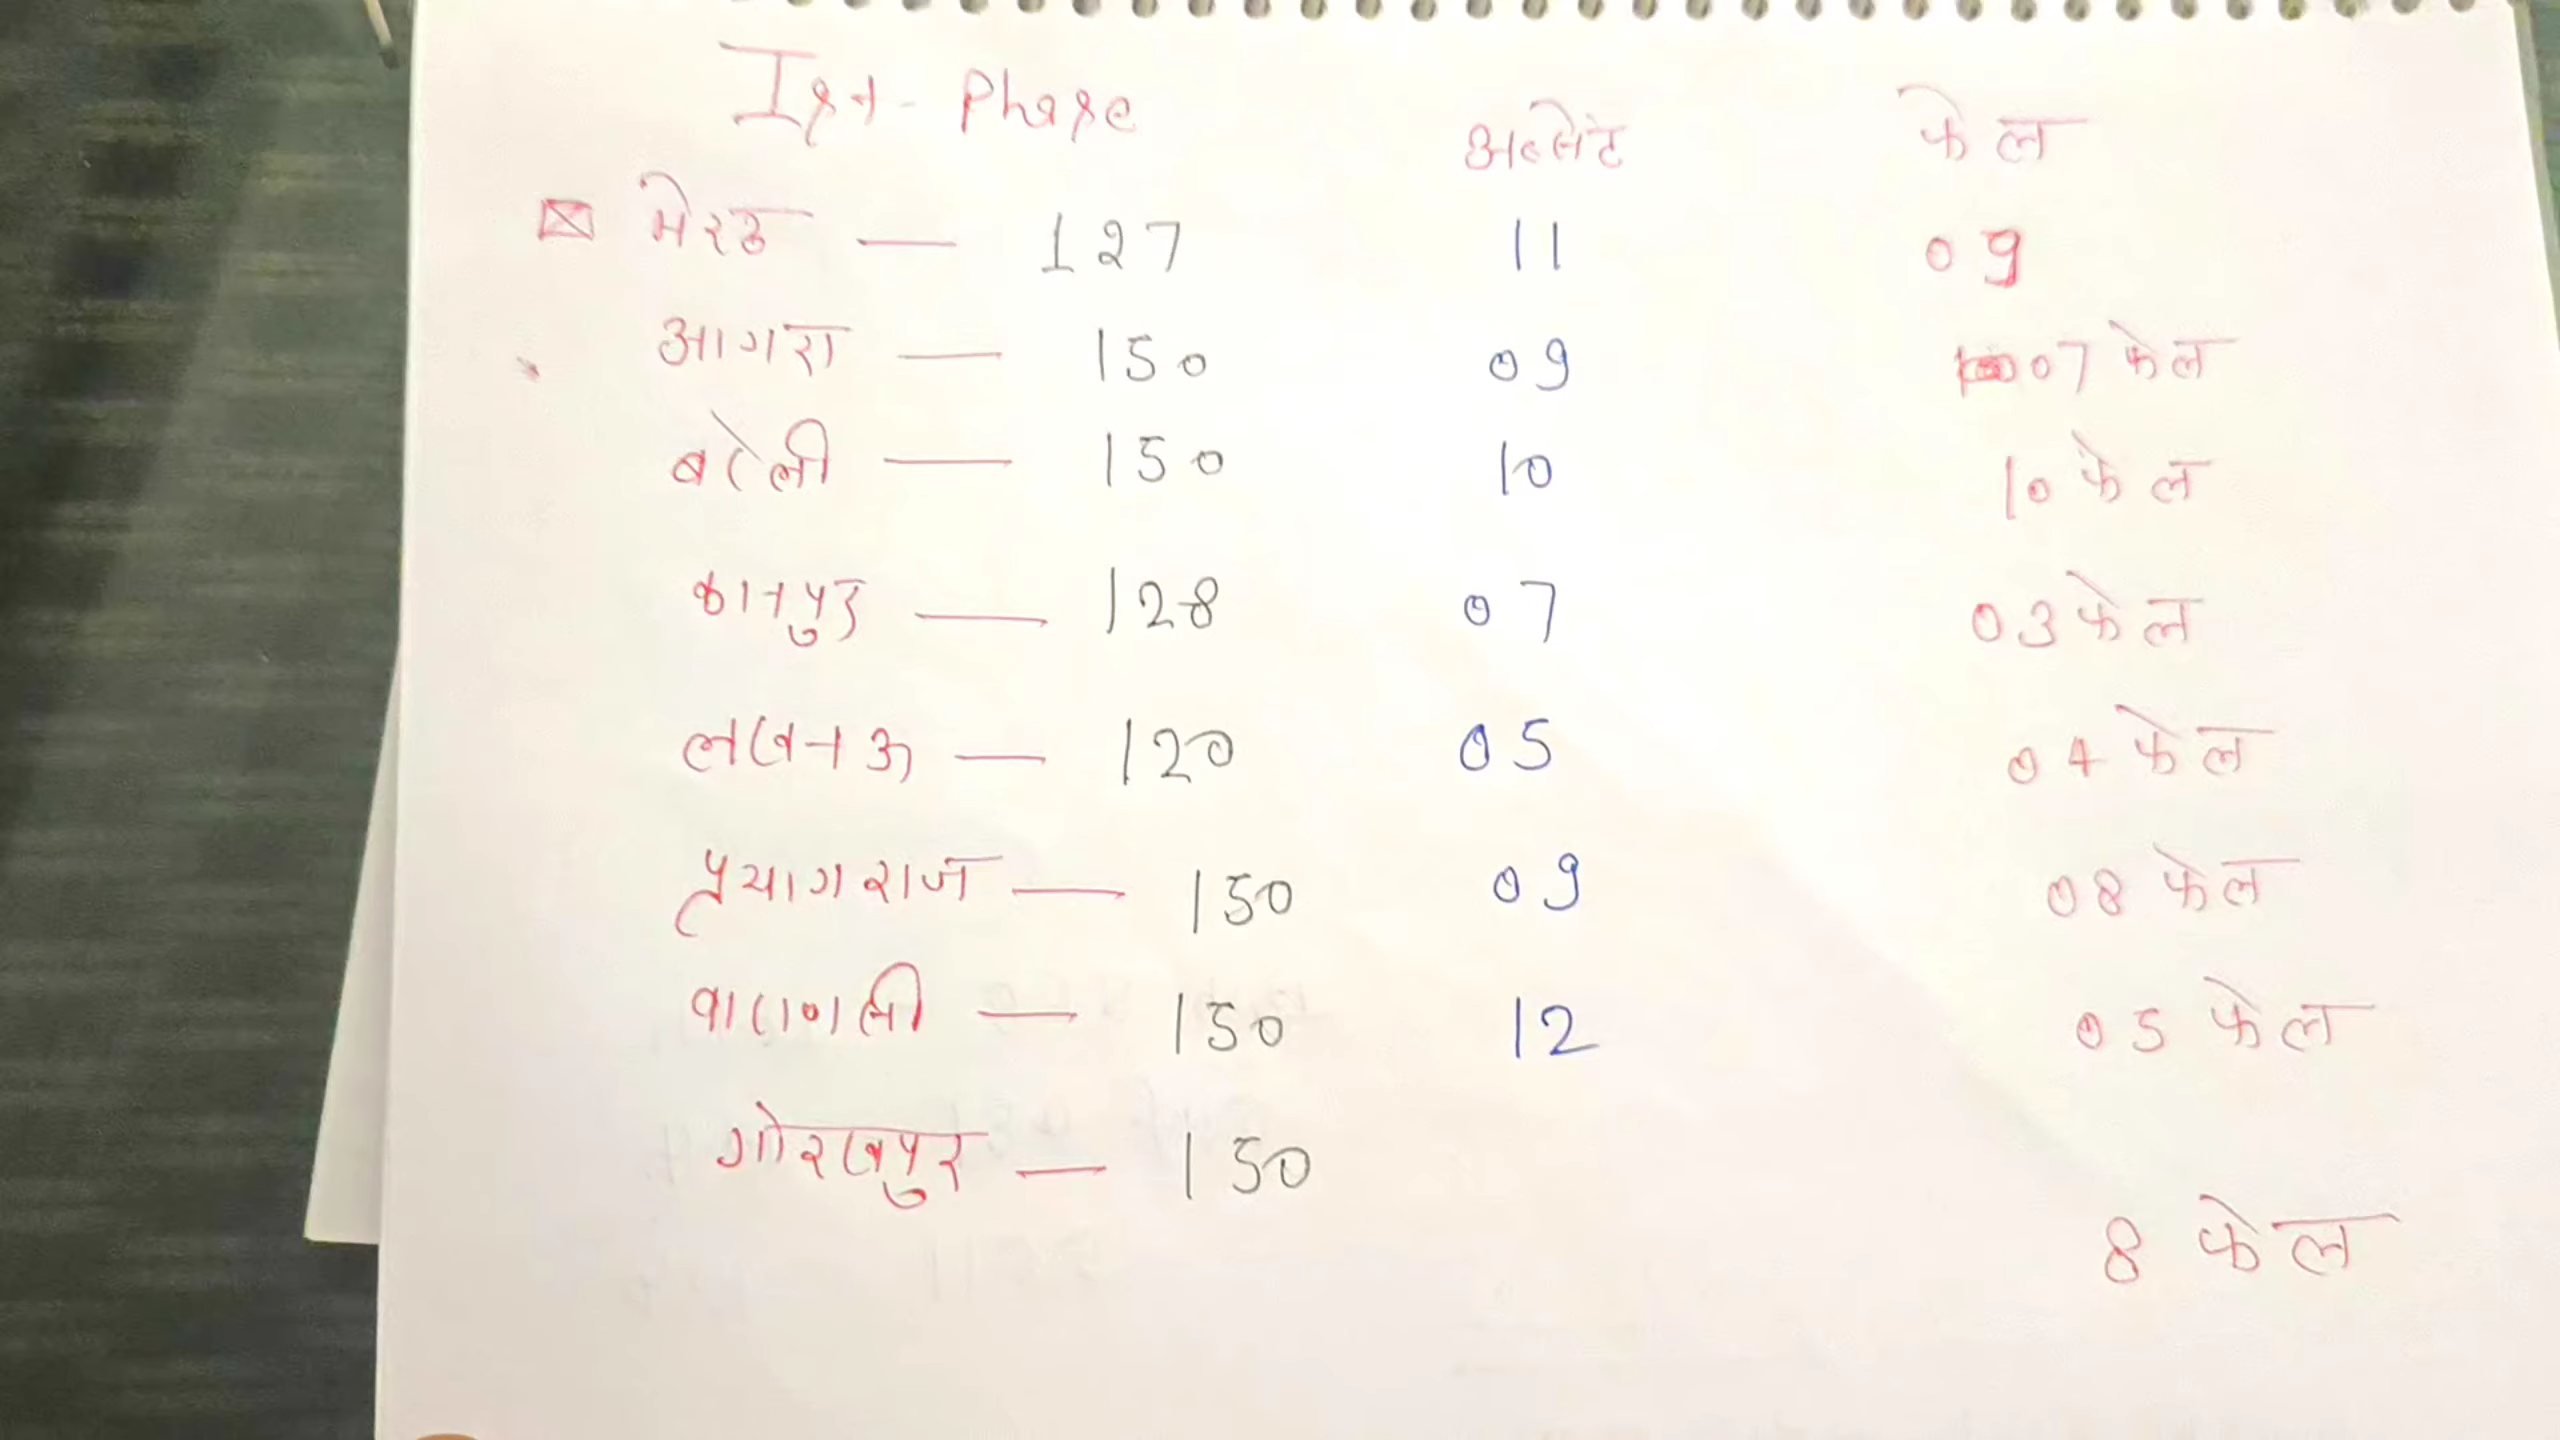 Ist - Phase अब्सेंट फेल
मेरठ — 127 11 09
आगरा — 150 09 07 फेल
बरेली — 150 10 10 फेल
कानपुर — 128 07 03 फेल
लखनऊ — 120 05 04 फेल
प्रयागराज — 150 09 08 फेल
वाराणसी — 150 12 05 फेल
गोरखपुर — 150
8 फेल